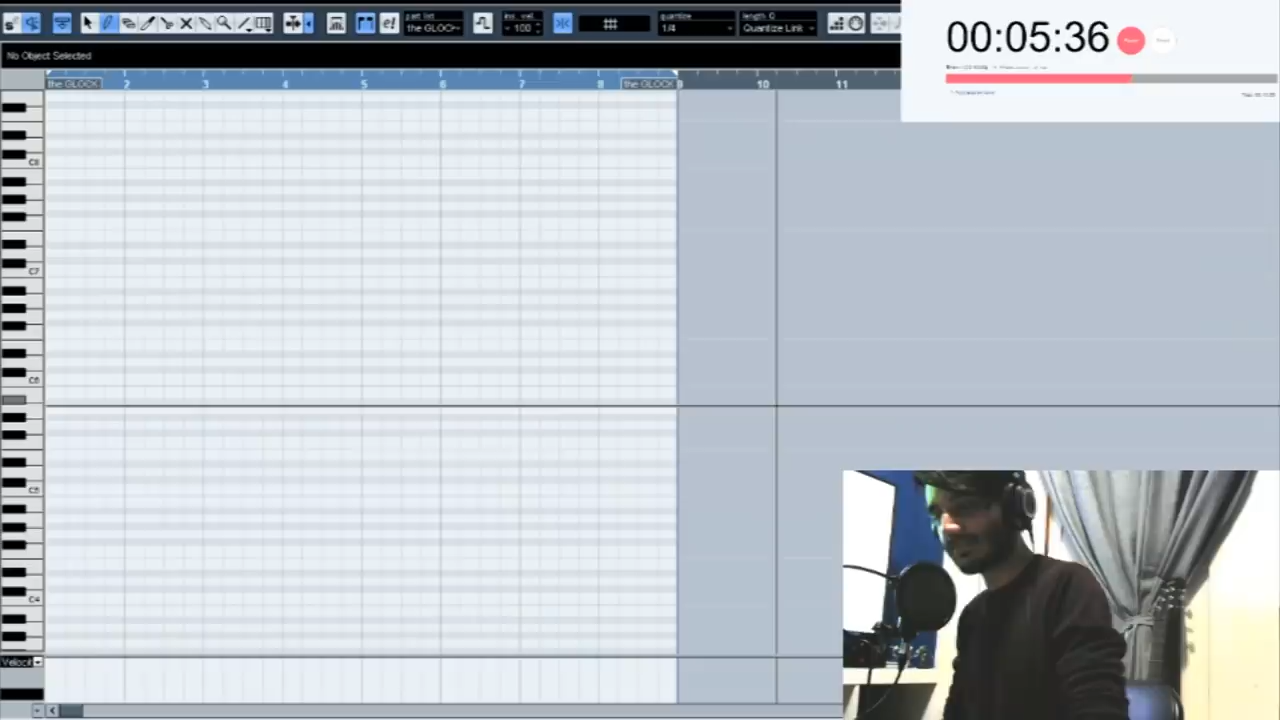 part list
the GLOCK
ins. vel.
100
quantize
1/4
length Q
Quantize Link
00:05:36
No Object Selected
2 3 4 5 6 7 8 9 10 11
the GLOCK
the GLOCK
C8
C7
C6
C5
C4
Velocit